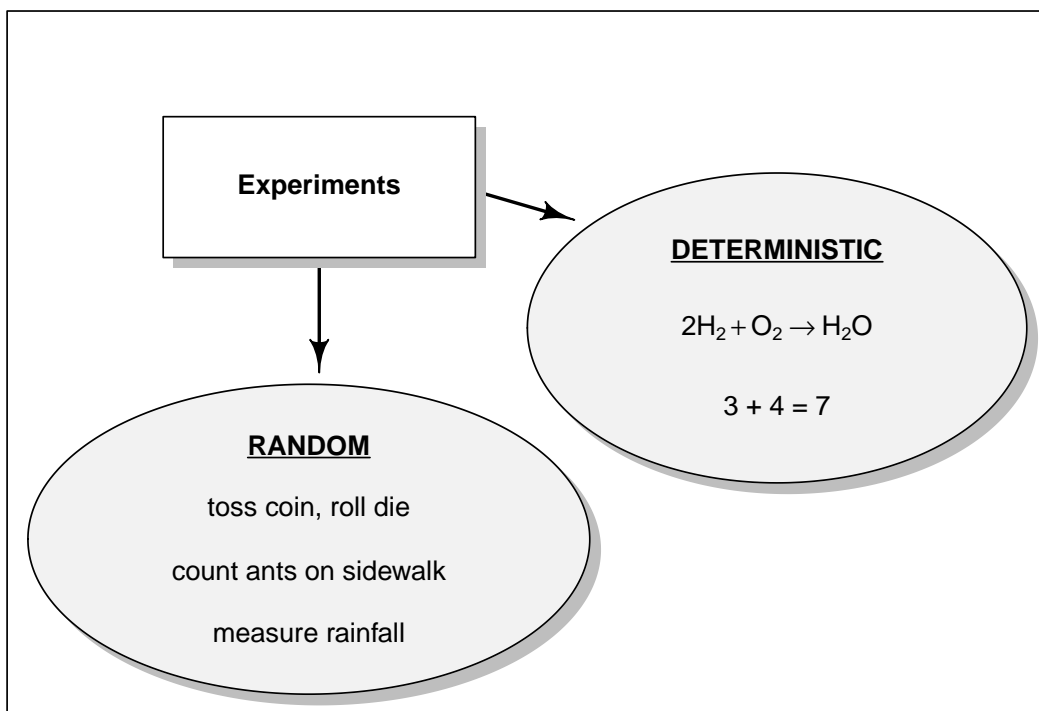 Experiments
DETERMINISTIC
2H₂ + O₂ → H₂O
3 + 4 = 7
RANDOM
toss coin, roll die
count ants on sidewalk
measure rainfall